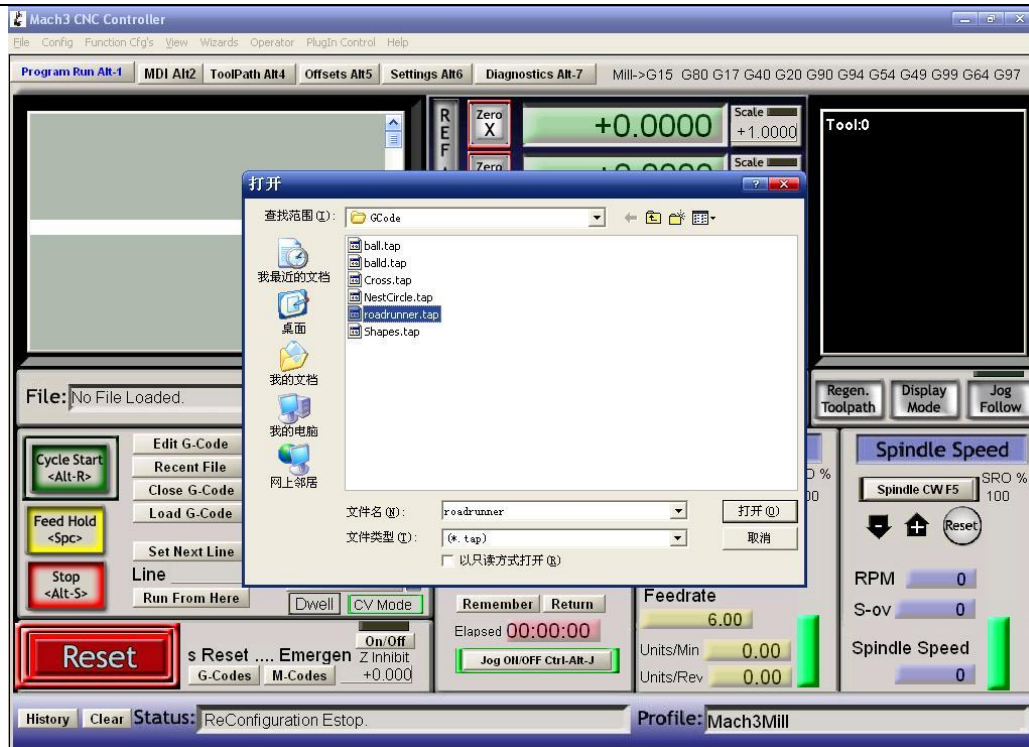 Mach3 CNC Controller
File Config Function Cfg's View Wizards Operator PlugIn Control Help
Program Run Alt-1 MDI Alt2 ToolPath Alt4 Offsets Alt5 Settings Alt6 Diagnostics Alt-7 Mill->G15 G80 G17 G40 G20 G90 G94 G54 G49 G99 G64 G97
REF
Zero X +0.0000 Scale +1.0000
Tool:0
Zero Scale
打开
查找范围(I): GCode
我最近的文档
桌面
我的文档
我的电脑
网上邻居
ball.tap
balld.tap
Cross.tap
NestCircle.tap
roadrunner.tap
Shapes.tap
文件名(N): roadrunner 打开(O)
文件类型(T): (*.tap) 取消
以只读方式打开(R)
File: No File Loaded.
Regen. Toolpath
Display Mode
Jog Follow
Cycle Start <Alt-R>
Feed Hold <Spc>
Stop <Alt-S>
Edit G-Code
Recent File
Close G-Code
Load G-Code
Set Next Line
Line
Run From Here
Dwell CV Mode
Remember Return
Elapsed 00:00:00
Jog ON/OFF Ctrl-Alt-J
Feedrate
6.00
Units/Min 0.00
Units/Rev 0.00
Spindle Speed
Spindle CW F5
SRO %
100
Reset
RPM 0
S-ov 0
Spindle Speed
0
Reset
s Reset .... Emergen
G-Codes M-Codes
On/Off
Z Inhibit
+0.000
History Clear Status: ReConfiguration Estop. Profile: Mach3Mill